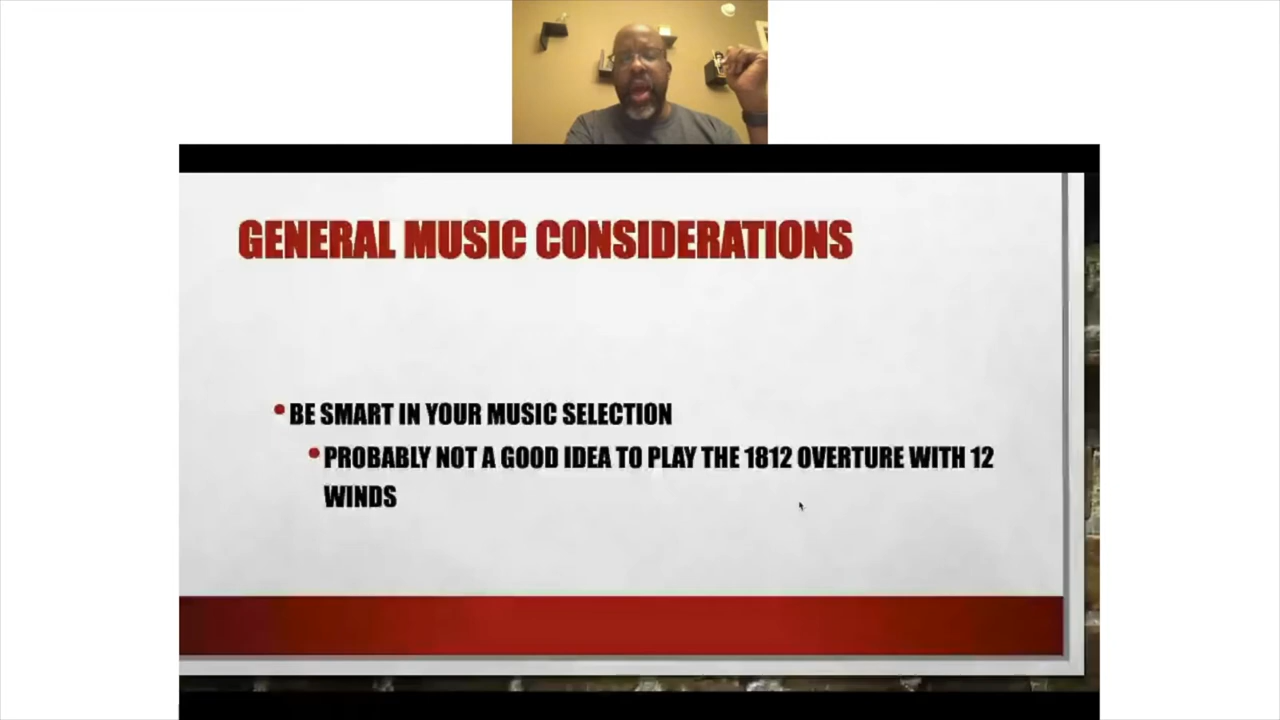 GENERAL MUSIC CONSIDERATIONS
•BE SMART IN YOUR MUSIC SELECTION
•PROBABLY NOT A GOOD IDEA TO PLAY THE 1812 OVERTURE WITH 12
WINDS